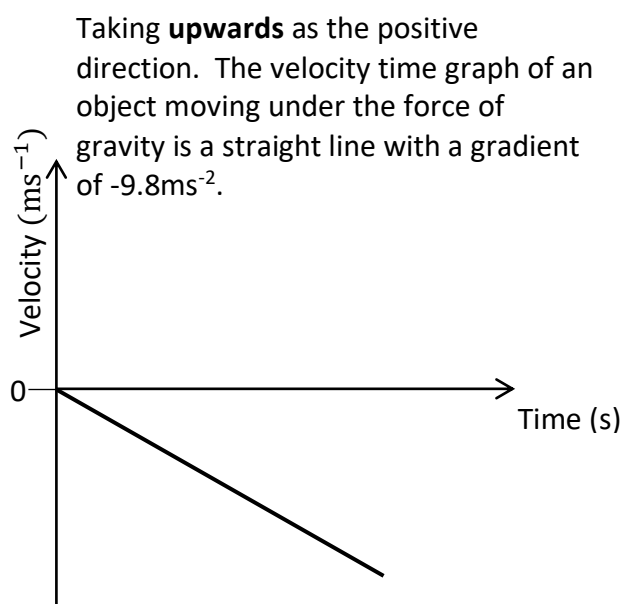 Taking upwards as the positive
direction. The velocity time graph of an
object moving under the force of
gravity is a straight line with a gradient
of -9.8ms⁻².
Velocity (ms⁻¹)
0
Time (s)